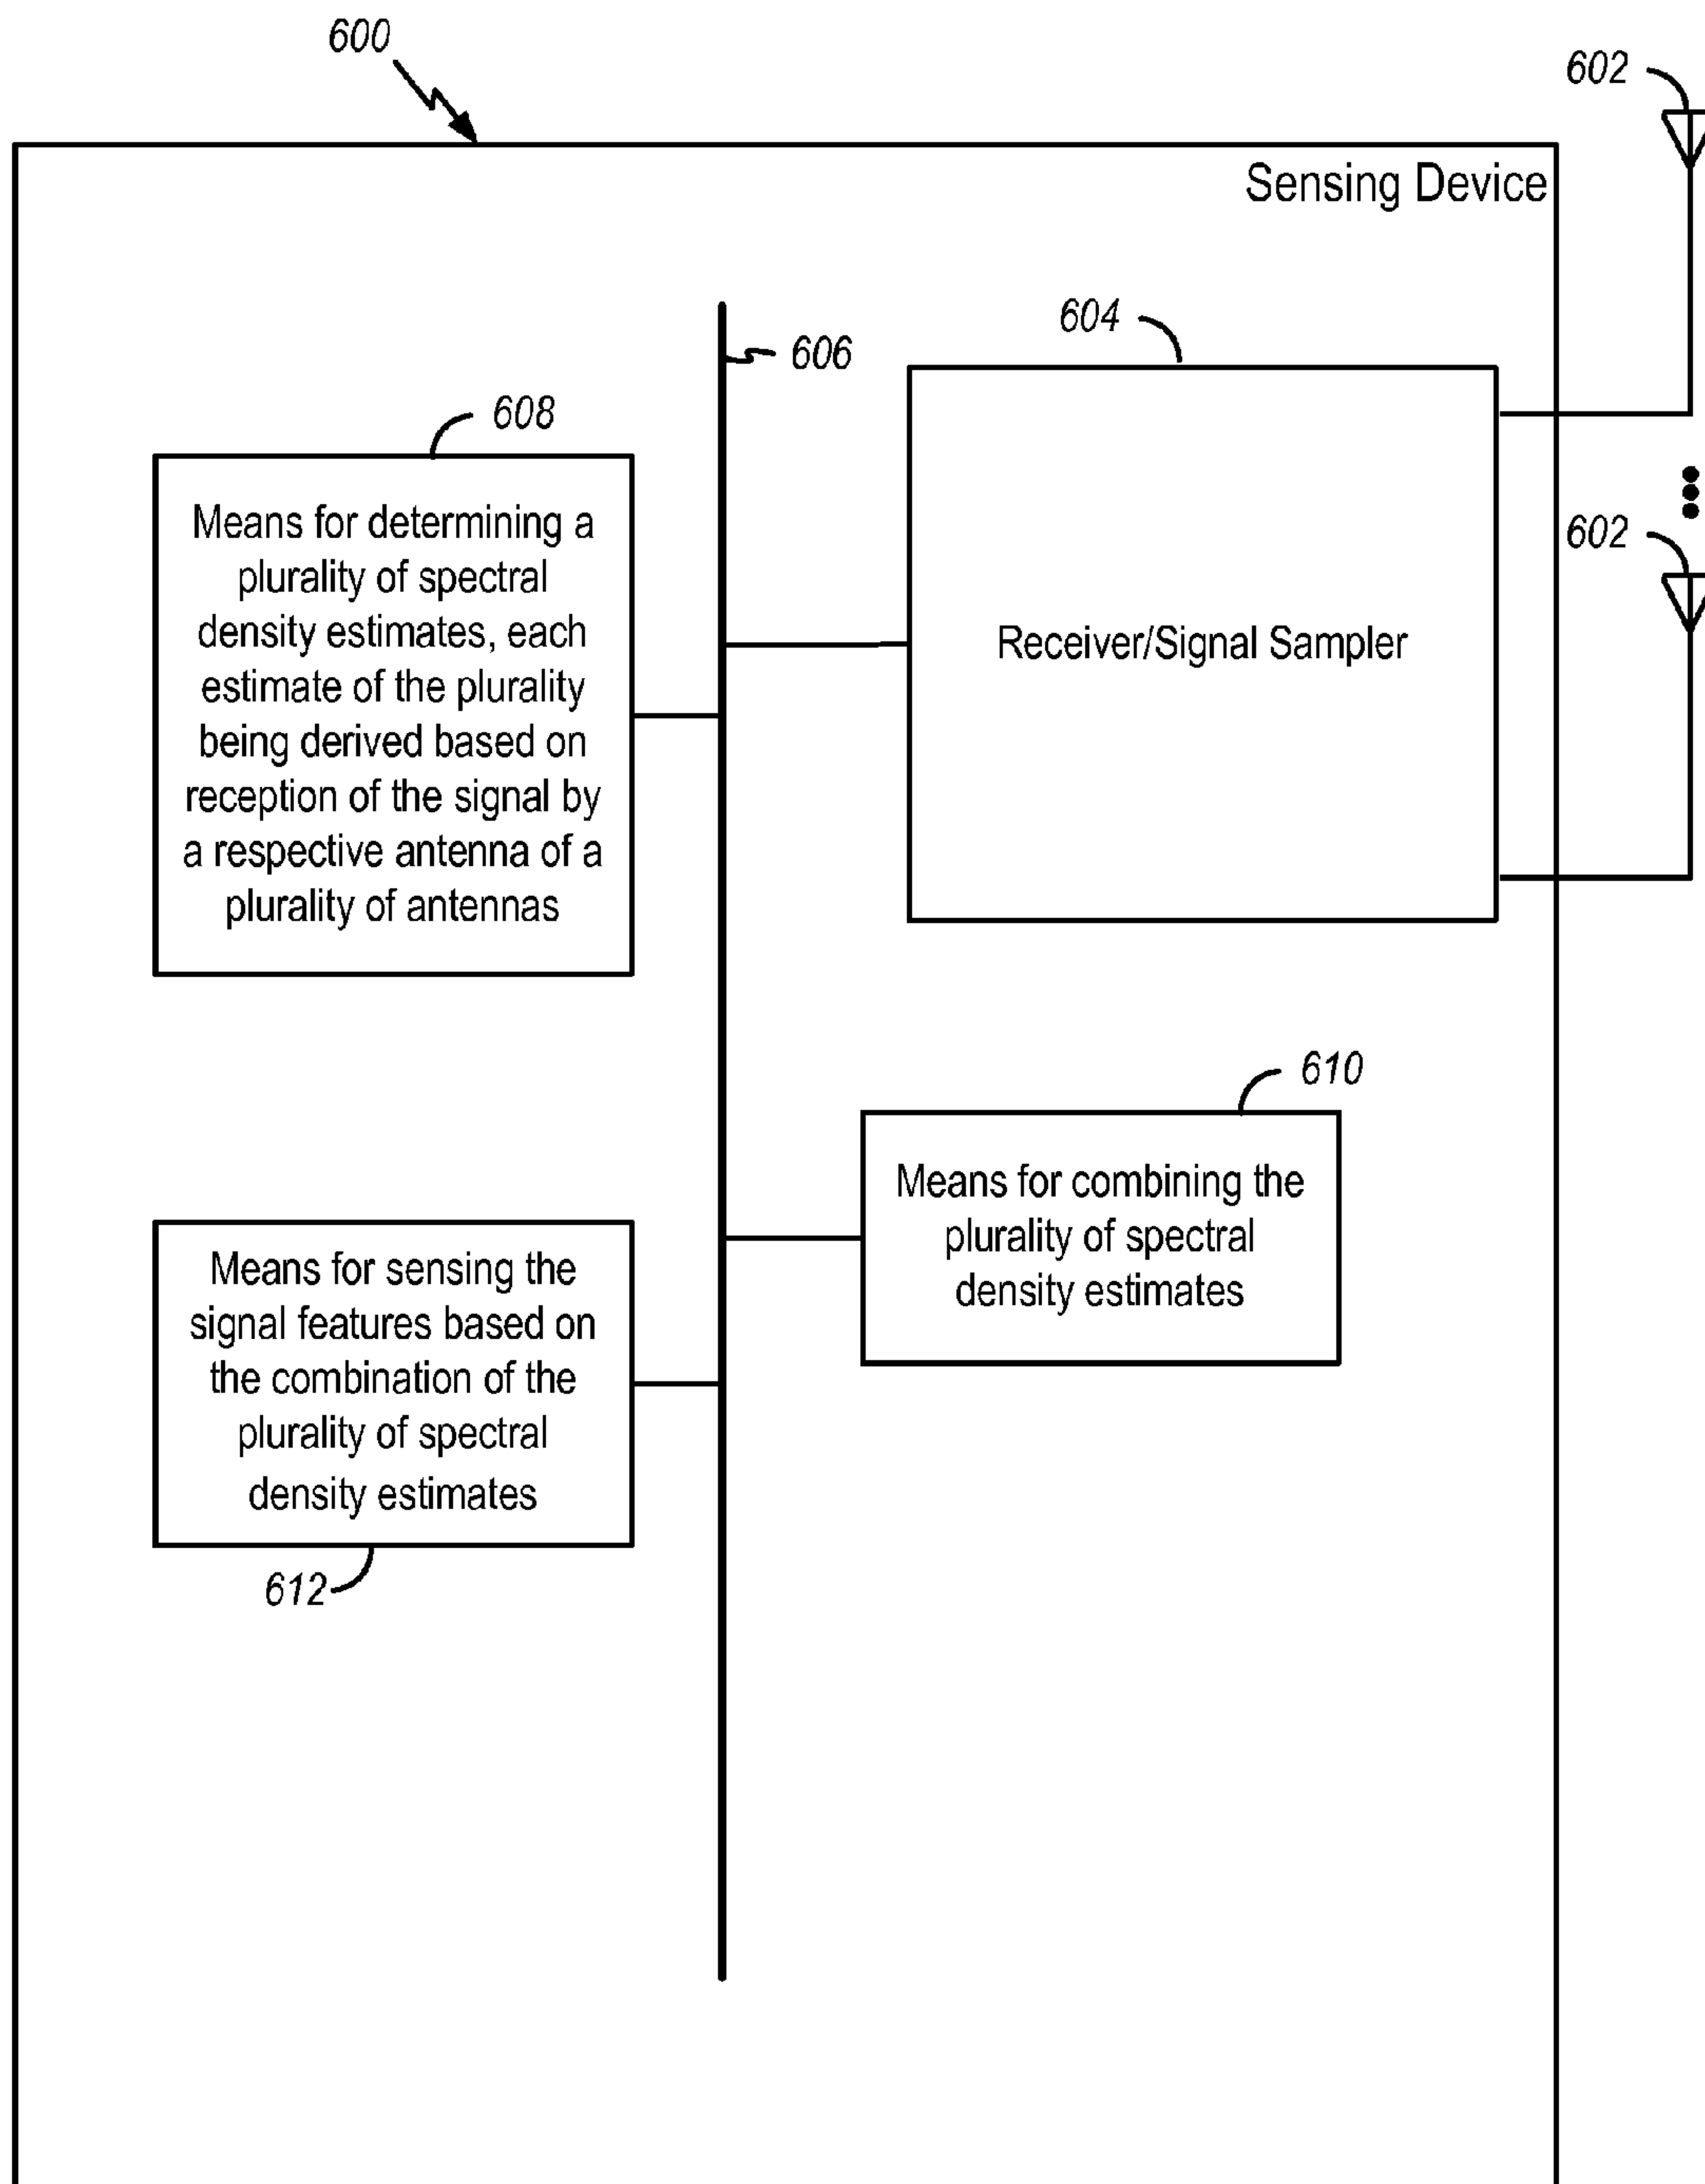 600
602
Sensing Device
604
606
608
Means for determining a
plurality of spectral
density estimates, each
estimate of the plurality
being derived based on
reception of the signal by
a respective antenna of a
plurality of antennas
602
Receiver/Signal Sampler
610
Means for combining the
plurality of spectral
density estimates
Means for sensing the
signal features based on
the combination of the
plurality of spectral
density estimates
612